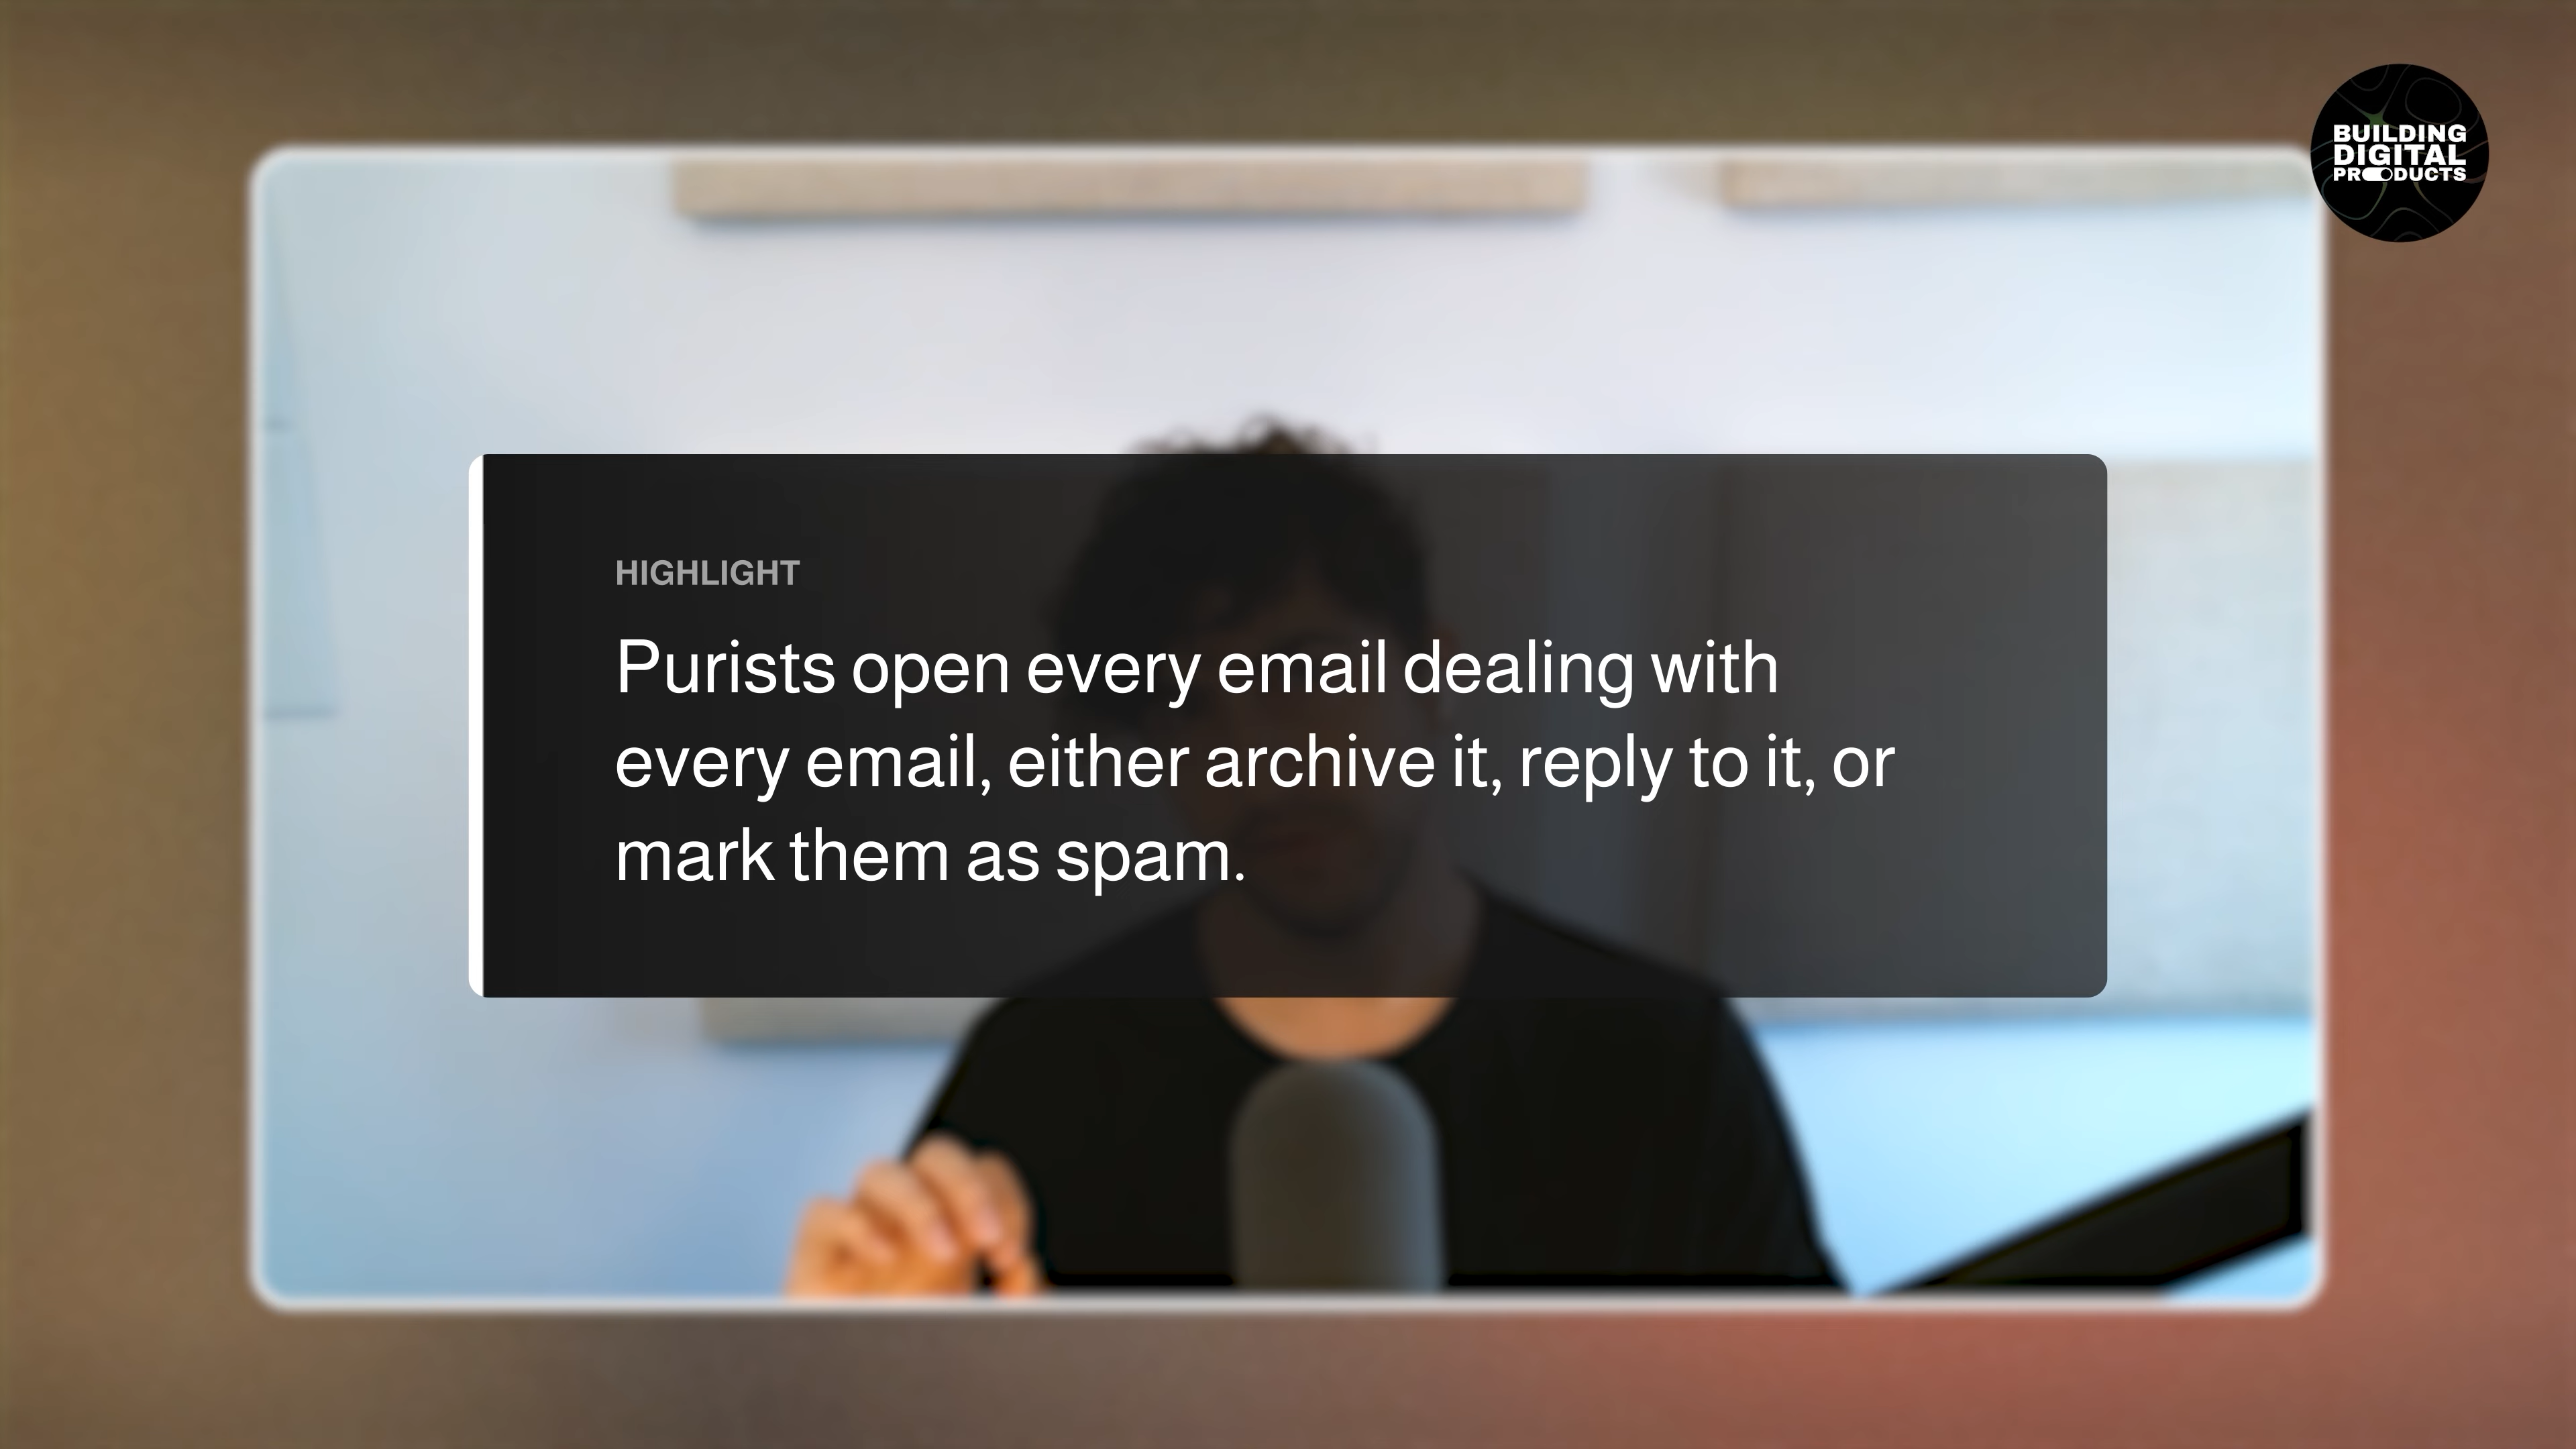 BUILDING
DIGITAL
PRODUCTS
HIGHLIGHT
Purists open every email dealing with
every email, either archive it, reply to it, or
mark them as spam.